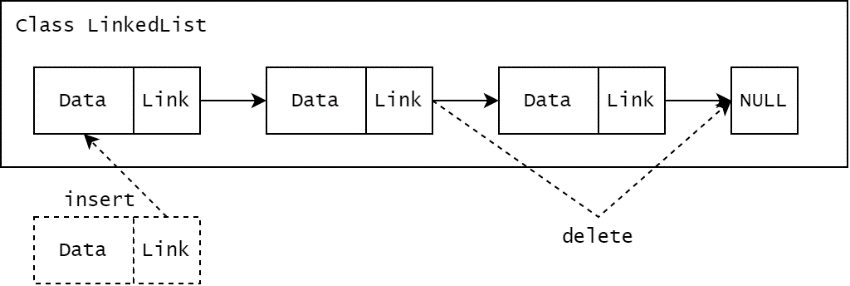 Class LinkedList
Data Link Data Link Data Link NULL
insert
Data Link
delete